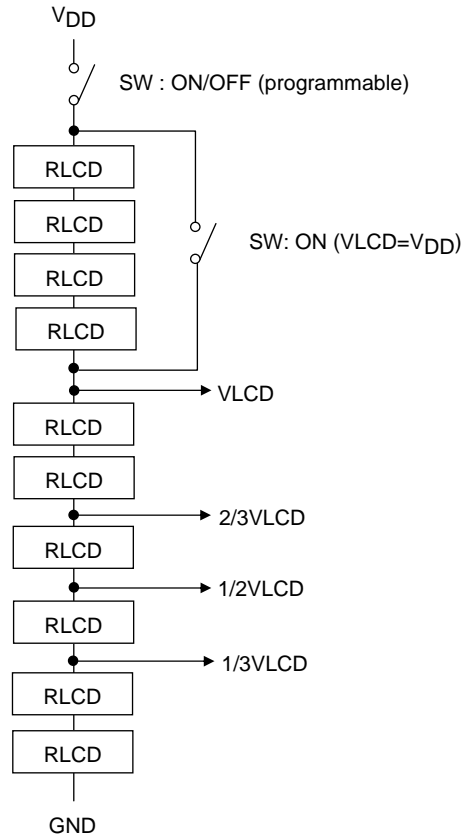 VDD
SW : ON/OFF (programmable)
RLCD
RLCD
SW: ON (VLCD=VDD)
RLCD
RLCD
VLCD
RLCD
RLCD
2/3VLCD
RLCD
1/2VLCD
RLCD
1/3VLCD
RLCD
RLCD
GND